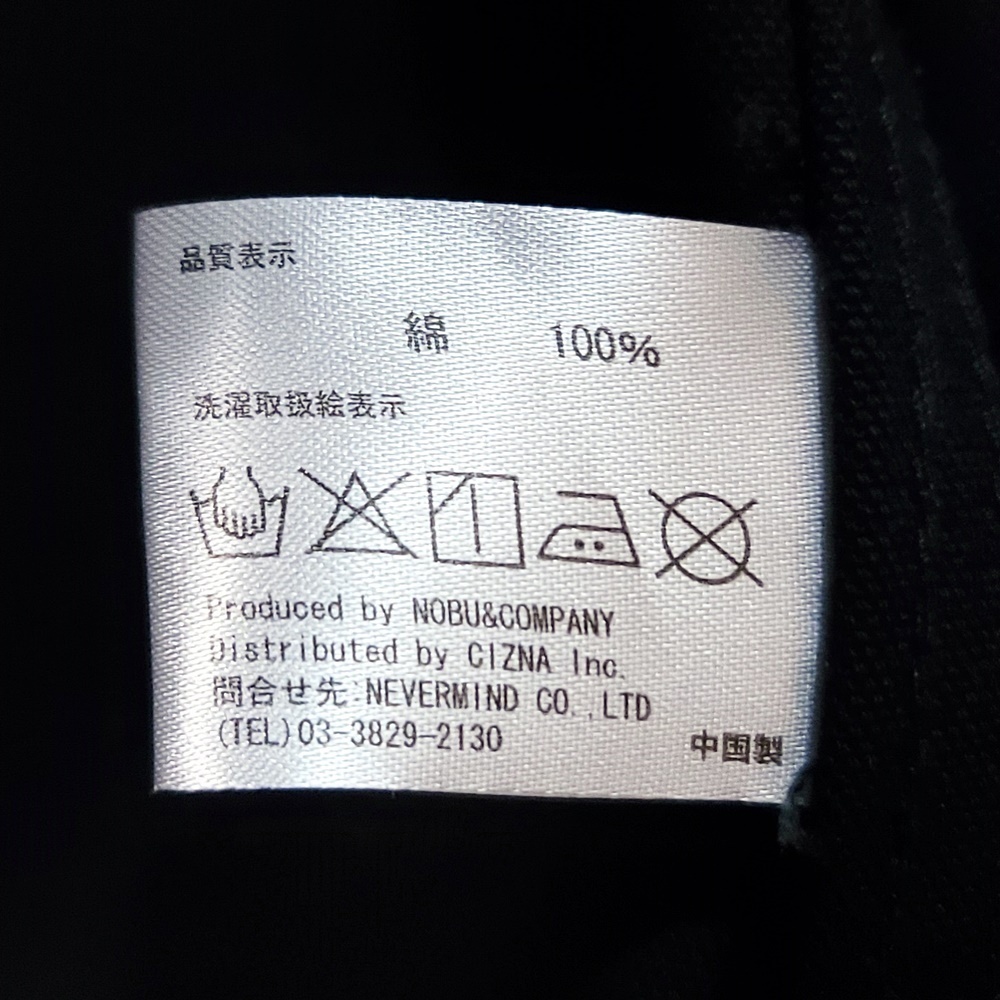 品質表示
綿 100%
洗濯取扱絵表示
Produced by NOBU&COMPANY
Distributed by CIZNA Inc.
問合せ先:NEVERMIND CO.,LTD
(TEL)03-3829-2130
中国製